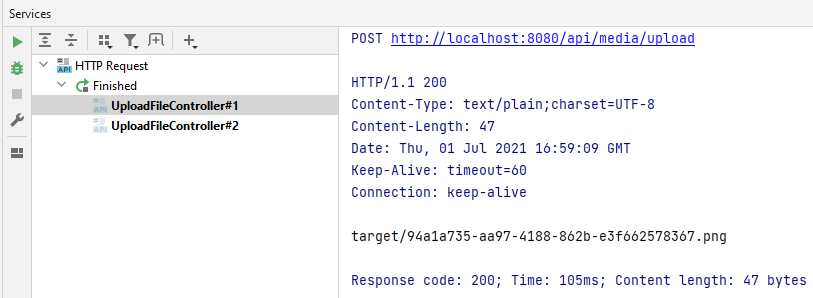 Services
HTTP Request
Finished
UploadFileController#1
UploadFileController#2
POST http://localhost:8080/api/media/upload
HTTP/1.1 200
Content-Type: text/plain;charset=UTF-8
Content-Length: 47
Date: Thu, 01 Jul 2021 16:59:09 GMT
Keep-Alive: timeout=60
Connection: keep-alive
target/94a1a735-aa97-4188-862b-e3f662578367.png
Response code: 200; Time: 105ms; Content length: 47 bytes